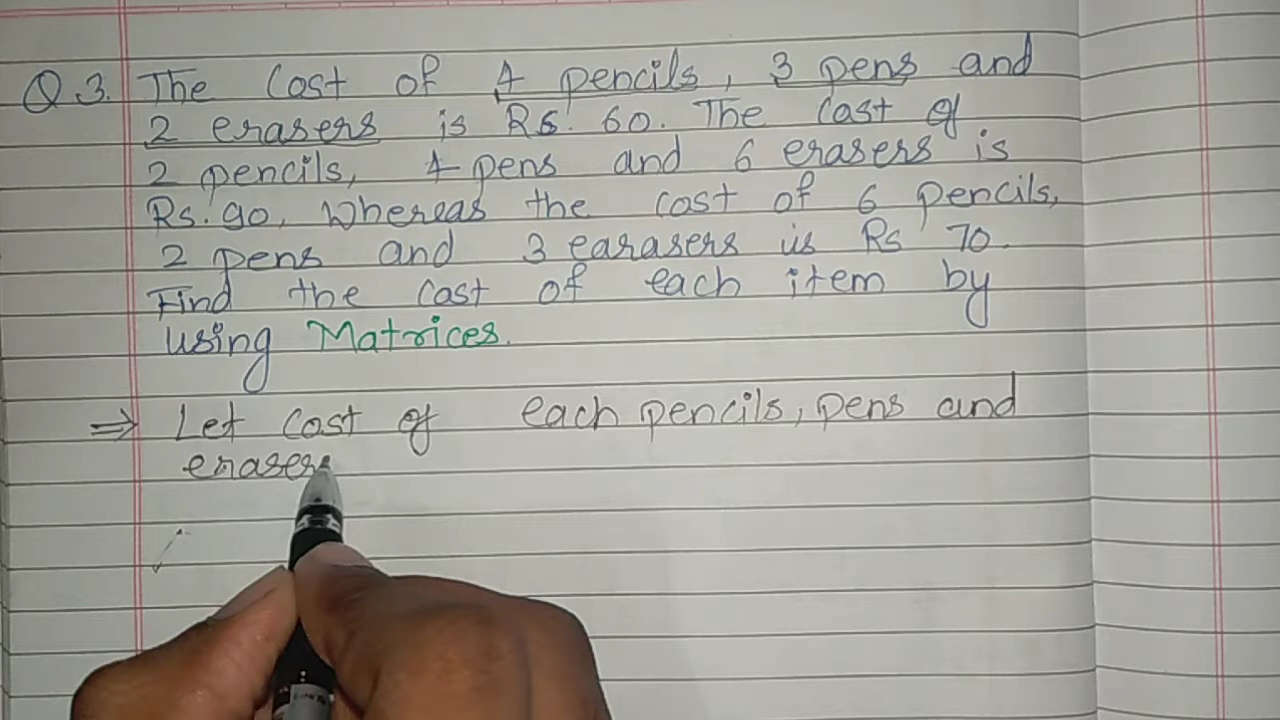 Q 3. The Cost of 4 pencils, 3 pens and
2 erasers is Rs. 60. The Cost of
2 pencils, 4 pens and 6 erasers is
Rs. 90, Whereas the cost of 6 pencils,
2 pens and 3 earasers is Rs 70.
Find the cost of each item by
using Matrices.
⇒ Let Cost of each pencils, pens and
erasers